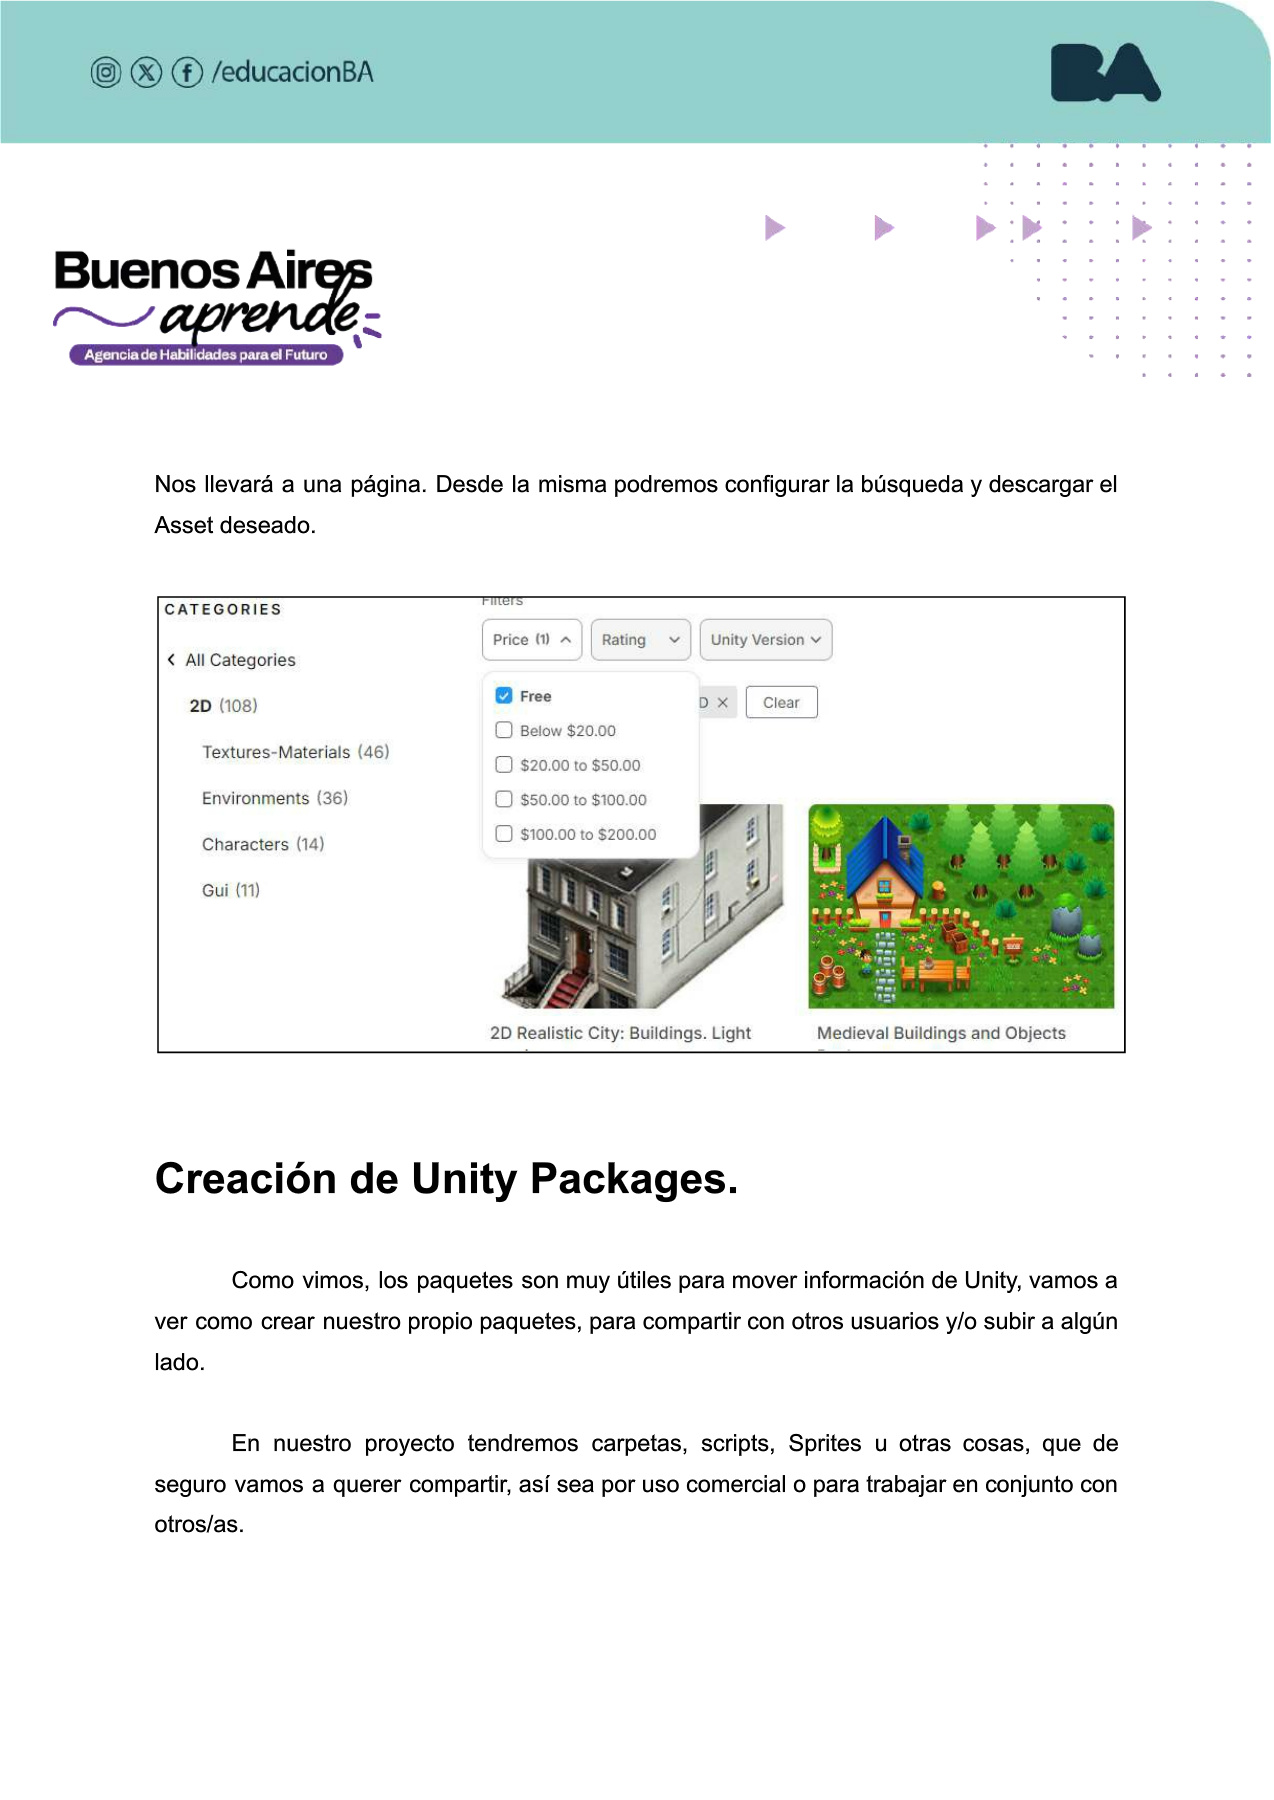 /educacionBA
BA
Buenos Aires
aprende
Agencia de Habilidades para el Futuro
Nos llevará a una página. Desde la misma podremos configurar la búsqueda y descargar el
Asset deseado.
CATEGORIES
All Categories
2D (108)
Textures-Materials (46)
Environments (36)
Characters (14)
Gui (11)
Filters
Price (1) Rating Unity Version
D × Clear
Free
Below $20.00
$20.00 to $50.00
$50.00 to $100.00
$100.00 to $200.00
2D Realistic City: Buildings. Light
Medieval Buildings and Objects
Creación de Unity Packages.
Como vimos, los paquetes son muy útiles para mover información de Unity, vamos a
ver como crear nuestro propio paquetes, para compartir con otros usuarios y/o subir a algún
lado.
En nuestro proyecto tendremos carpetas, scripts, Sprites u otras cosas, que de
seguro vamos a querer compartir, así sea por uso comercial o para trabajar en conjunto con
otros/as.